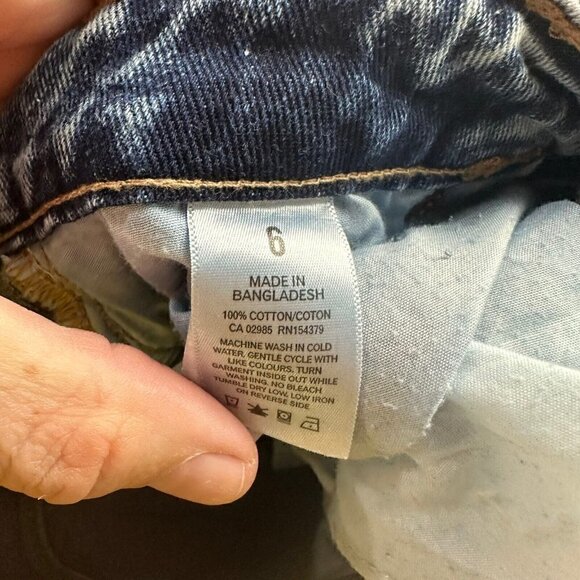 6
MADE IN
BANGLADESH
100% COTTON/COTON
CA 02985 RN154379
MACHINE WASH IN COLD
WATER, GENTLE CYCLE WITH
LIKE COLOURS. TURN
GARMENT INSIDE OUT WHILE
WASHING. NO BLEACH
TUMBLE DRY LOW, LOW IRON
ON REVERSE SIDE